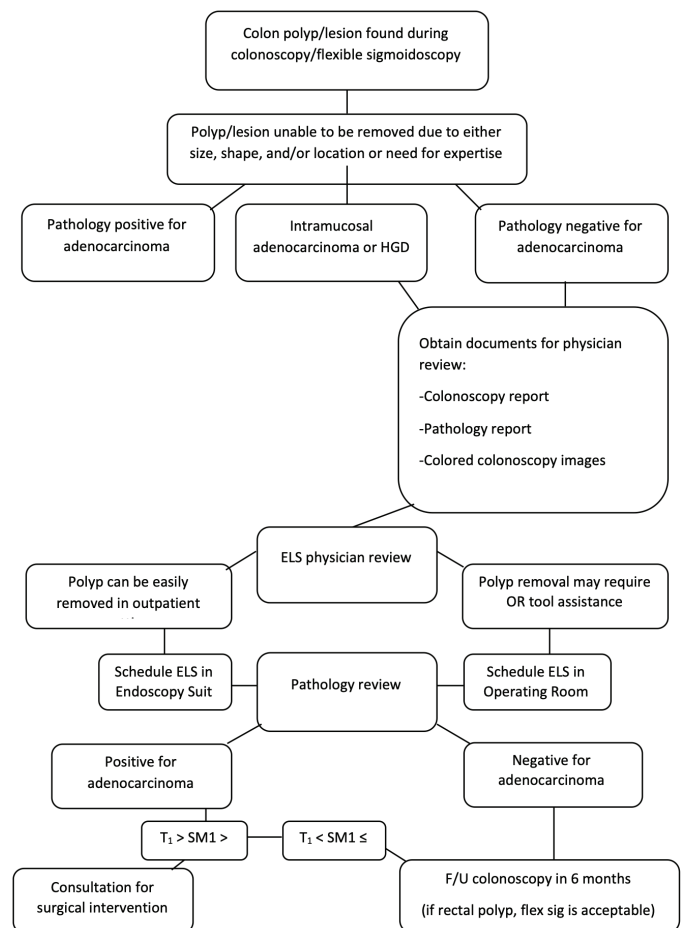 Colon polyp/lesion found during
colonoscopy/flexible sigmoidoscopy
Polyp/lesion unable to be removed due to either
size, shape, and/or location or need for expertise
Pathology positive for
adenocarcinoma
Intramucosal
adenocarcinoma or HGD
Pathology negative for
adenocarcinoma
Obtain documents for physician
review:
-Colonoscopy report
-Pathology report
-Colored colonoscopy images
ELS physician review
Polyp can be easily
removed in outpatient
Polyp removal may require
OR tool assistance
Schedule ELS in
Endoscopy Suit
Pathology review
Schedule ELS in
Operating Room
Positive for
adenocarcinoma
Negative for
adenocarcinoma
T₁ > SM1 >
T₁ < SM1 ≤
Consultation for
surgical intervention
F/U colonoscopy in 6 months
(if rectal polyp, flex sig is acceptable)